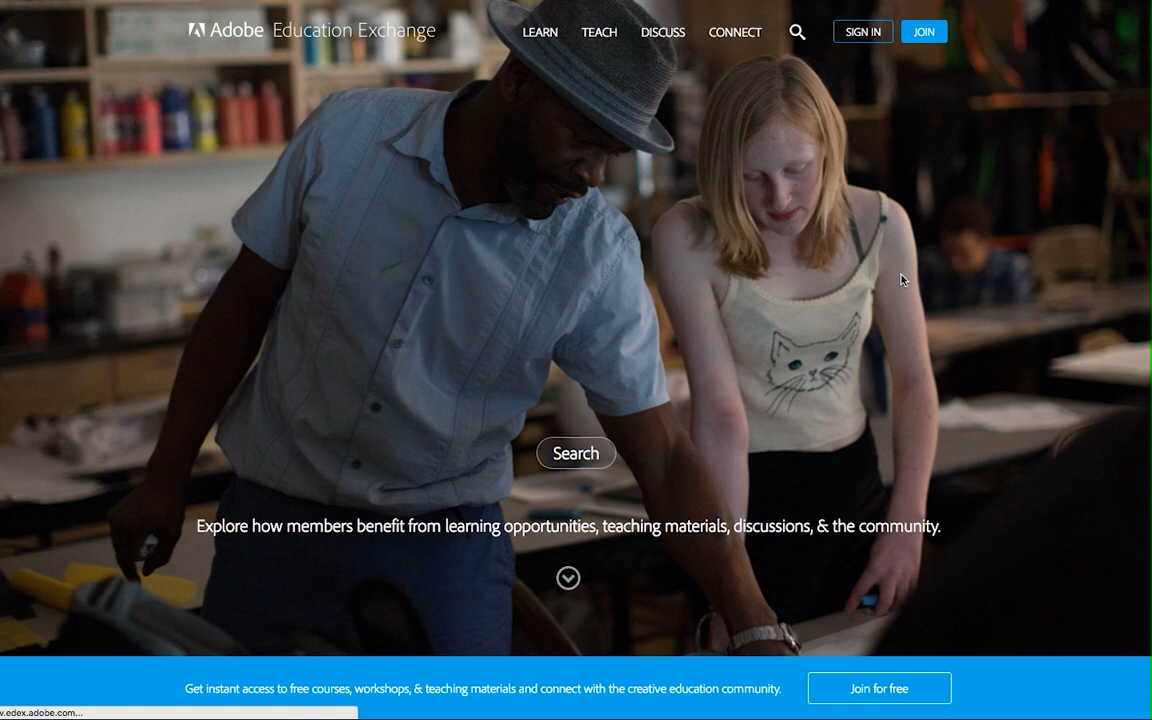 Adobe Education Exchange
LEARN TEACH DISCUSS CONNECT SIGN IN JOIN
Search
Explore how members benefit from learning opportunities, teaching materials, discussions, & the community.
Get instant access to free courses, workshops, & teaching materials and connect with the creative education community. Join for free
v.edex.adobe.com...